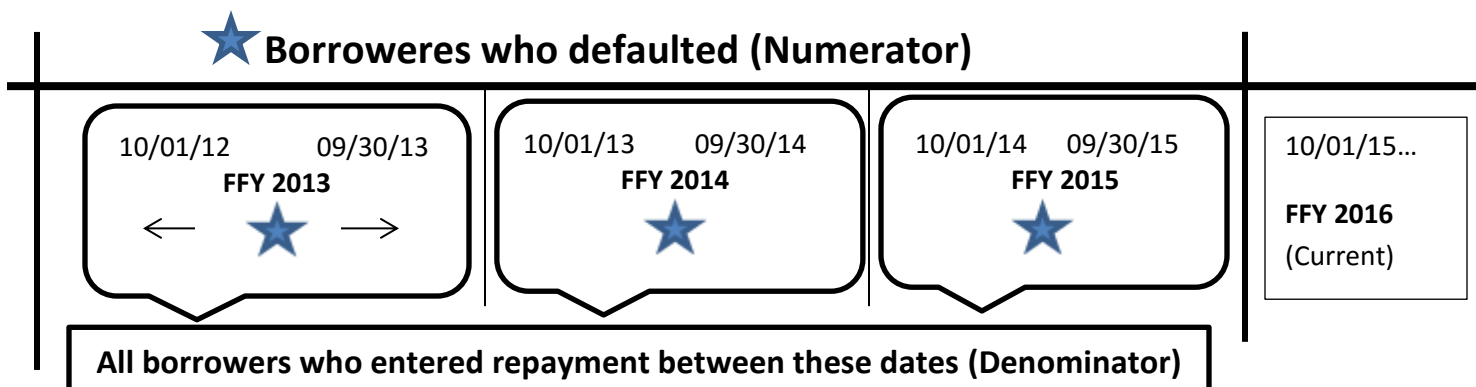 Borroweres who defaulted (Numerator)
10/01/12 09/30/13
FFY 2013
10/01/13 09/30/14
FFY 2014
10/01/14 09/30/15
FFY 2015
10/01/15…
FFY 2016
(Current)
All borrowers who entered repayment between these dates (Denominator)